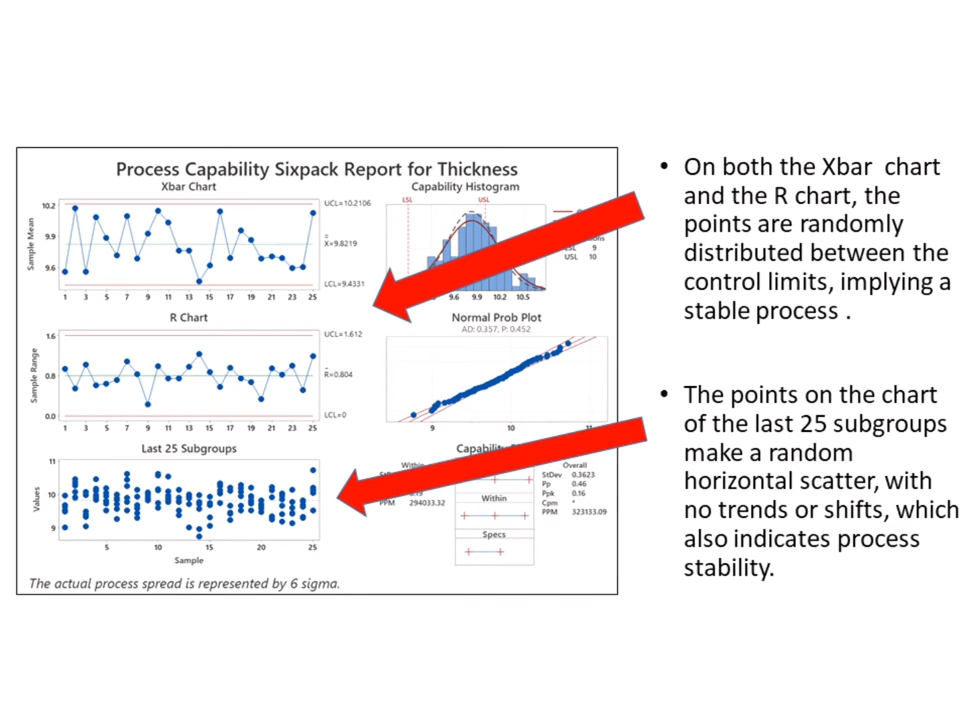 Process Capability Sixpack Report for Thickness
Xbar Chart
Sample Mean
10.2
9.9
9.6
UCL=10.2106
X=9.8219
LCL=9.4331
1 3 5 7 9 11 13 15 17 19 21 23 25
Capability Histogram
LSL USL
9
USL 10
9.6 9.9 10.2 10.5
R Chart
Sample Range
1.6
0.8
0.0
UCL=1.612
R=0.804
LCL=0
1 3 5 7 9 11 13 15 17 19 21 23 25
Normal Prob Plot
AD: 0.357, P: 0.452
9 10
Last 25 Subgroups
Values
11
10
9
5 10 15 20 25
Sample
Within
PPM 294033.32
Within
Specs
Overall
StDev 0.3623
Pp 0.46
Ppk 0.16
Cpm *
PPM 323133.09
The actual process spread is represented by 6 sigma.
• On both the Xbar chart
and the R chart, the
points are randomly
distributed between the
control limits, implying a
stable process .
• The points on the chart
of the last 25 subgroups
make a random
horizontal scatter, with
no trends or shifts, which
also indicates process
stability.